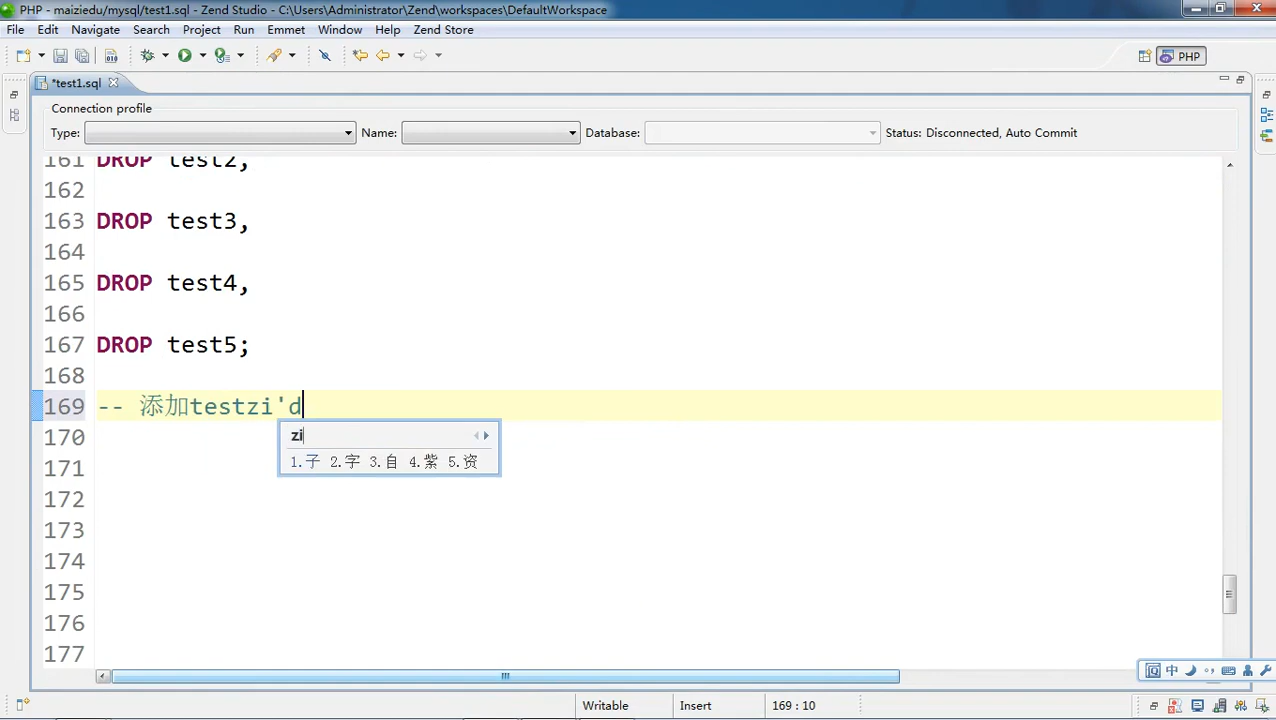 PHP - maiziedu/mysql/test1.sql - Zend Studio - C:\Users\Administrator\Zend\workspaces\DefaultWorkspace
File Edit Navigate Search Project Run Emmet Window Help Zend Store
PHP
*test1.sql
Connection profile
Type: Name: Database: Status: Disconnected, Auto Commit
161 DROP test2,
162
163 DROP test3,
164
165 DROP test4,
166
167 DROP test5;
168
169 -- 添加testzi'd
zi
1.子 2.字 3.自 4.紫 5.资
170
171
172
173
174
175
176
177
中
Writable Insert 169 : 10